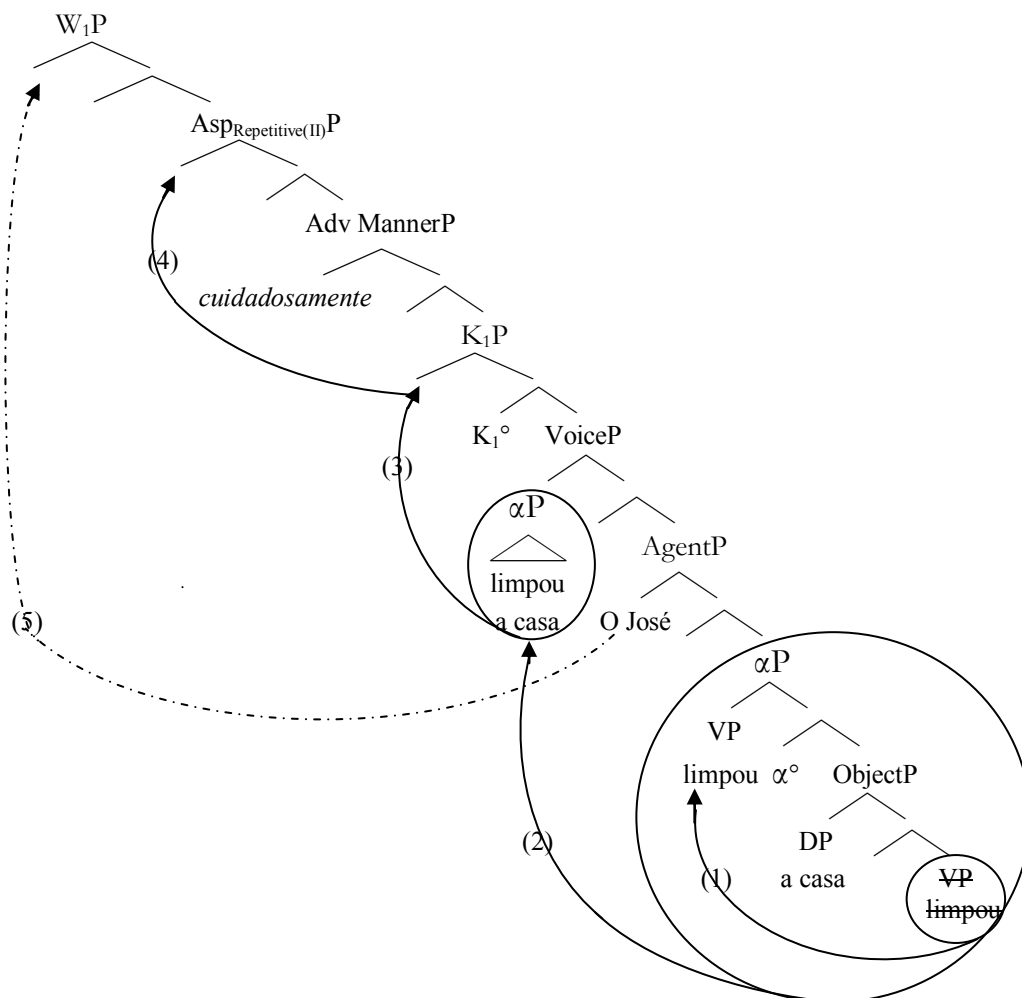 W₁P
Asp_Repetitive(II)P
Adv MannerP
(4)
cuidadosamente
K₁P
K₁° VoiceP
(3)
αP
AgentP
limpou
(5) a casa O José
αP
VP
limpou α° ObjectP
(2) DP
(1) a casa VP
limpou